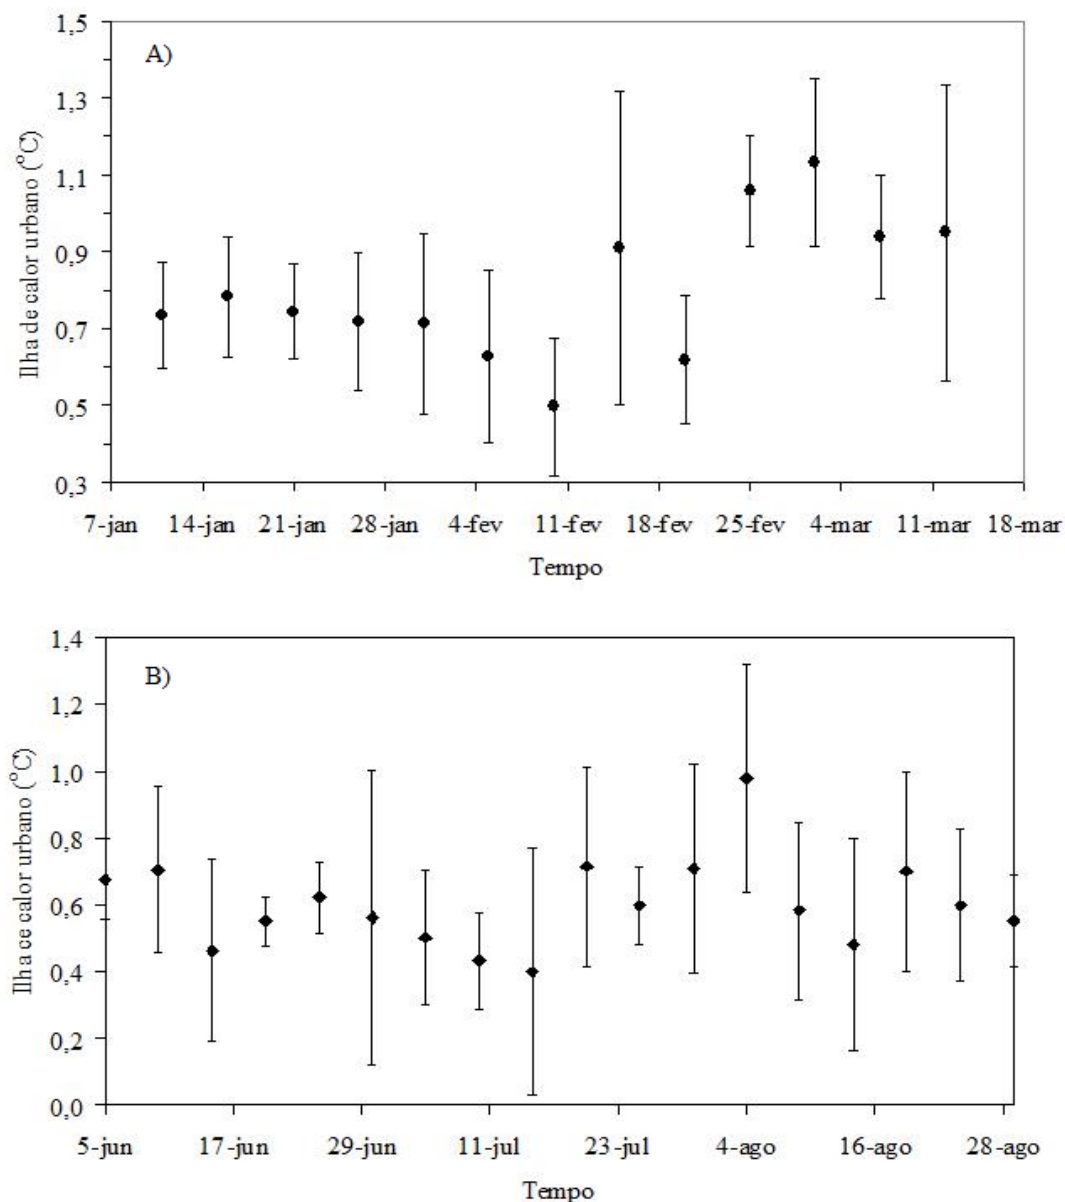 A)
Ilha de calor urbano (°C)
1,5
1,3
1,1
0,9
0,7
0,5
0,3
7-jan 14-jan 21-jan 28-jan 4-fev 11-fev 18-fev 25-fev 4-mar 11-mar 18-mar
Tempo
B)
Ilha ce calor urbano (°C)
1,4
1,2
1,0
0,8
0,6
0,4
0,2
0,0
5-jun 17-jun 29-jun 11-jul 23-jul 4-ago 16-ago 28-ago
Tempo